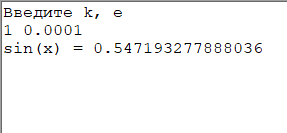 Введите k, e
1 0.0001
sin(x) = 0.547193277888036